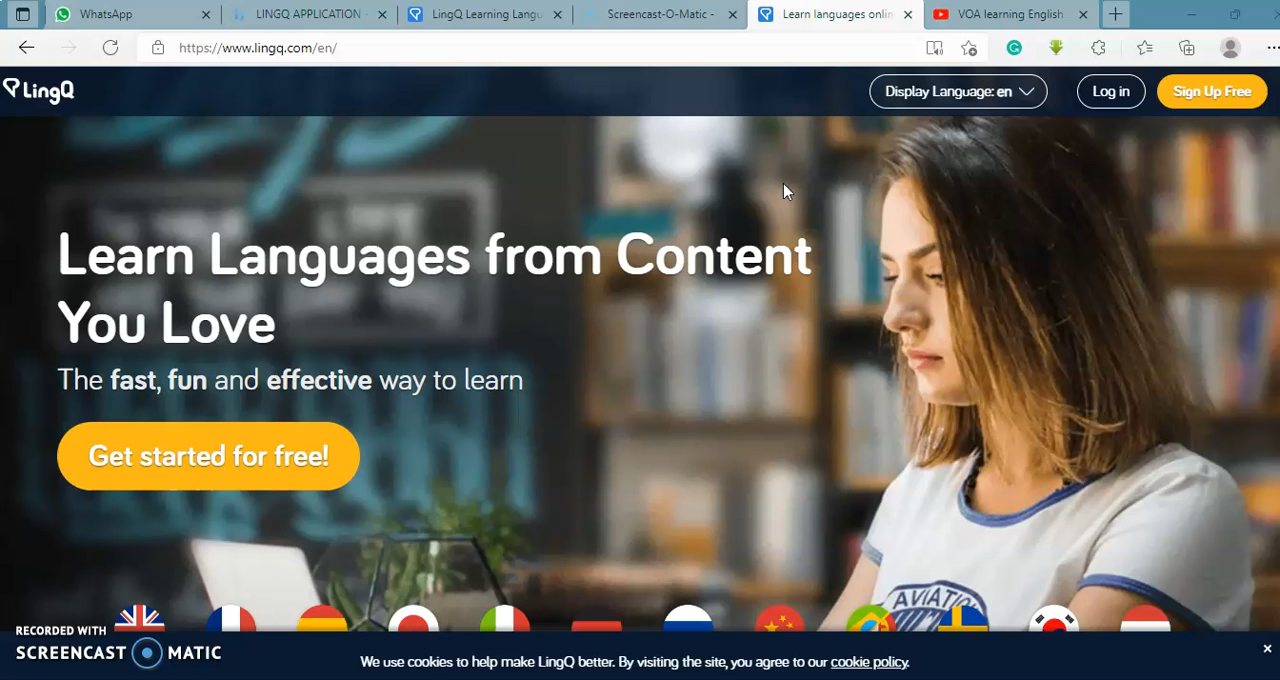 WhatsApp
LINGQ APPLICATION -
LingQ Learning Langu
Screencast-O-Matic -
Learn languages onlin
VOA learning English
https://www.lingq.com/en/
LingQ
Display Language: en
Log in
Sign Up Free
Learn Languages from Content
You Love
The fast, fun and effective way to learn
Get started for free!
AVIATION
RECORDED WITH
SCREENCAST MATIC
We use cookies to help make LingQ better. By visiting the site, you agree to our cookie policy.